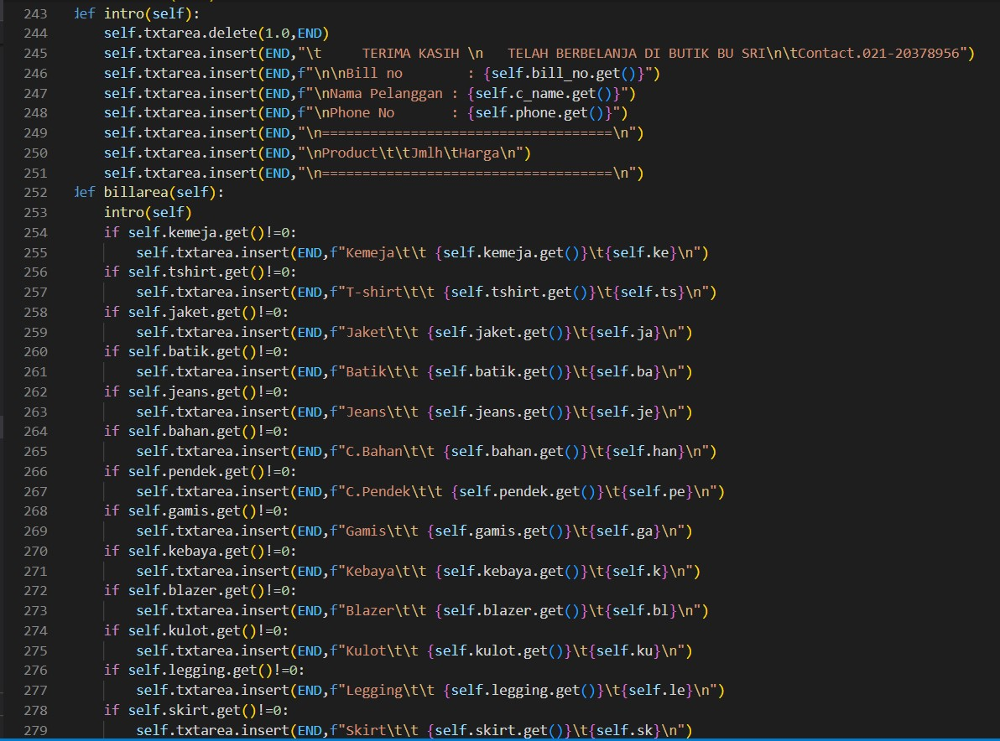 243 def intro(self):
244 self.txtarea.delete(1.0,END)
245 self.txtarea.insert(END,"\t     TERIMA KASIH \n   TELAH BERBELANJA DI BUTIK BU SRI\n\tContact.021-20378956")
246 self.txtarea.insert(END,f"\n\nBill no        : {self.bill_no.get()}")
247 self.txtarea.insert(END,f"\nNama Pelanggan : {self.c_name.get()}")
248 self.txtarea.insert(END,f"\nPhone No       : {self.phone.get()}")
249 self.txtarea.insert(END,"\n====================================\n")
250 self.txtarea.insert(END,"\nProduct\t\tJmlh\tHarga\n")
251 self.txtarea.insert(END,"\n====================================\n")
252 def billarea(self):
253 intro(self)
254 if self.kemeja.get()!=0:
255 self.txtarea.insert(END,f"Kemeja\t\t {self.kemeja.get()}\t{self.ke}\n")
256 if self.tshirt.get()!=0:
257 self.txtarea.insert(END,f"T-shirt\t\t {self.tshirt.get()}\t{self.ts}\n")
258 if self.jaket.get()!=0:
259 self.txtarea.insert(END,f"Jaket\t\t {self.jaket.get()}\t{self.ja}\n")
260 if self.batik.get()!=0:
261 self.txtarea.insert(END,f"Batik\t\t {self.batik.get()}\t{self.ba}\n")
262 if self.jeans.get()!=0:
263 self.txtarea.insert(END,f"Jeans\t\t {self.jeans.get()}\t{self.je}\n")
264 if self.bahan.get()!=0:
265 self.txtarea.insert(END,f"C.Bahan\t\t {self.bahan.get()}\t{self.han}\n")
266 if self.pendek.get()!=0:
267 self.txtarea.insert(END,f"C.Pendek\t\t {self.pendek.get()}\t{self.pe}\n")
268 if self.gamis.get()!=0:
269 self.txtarea.insert(END,f"Gamis\t\t {self.gamis.get()}\t{self.ga}\n")
270 if self.kebaya.get()!=0:
271 self.txtarea.insert(END,f"Kebaya\t\t {self.kebaya.get()}\t{self.k}\n")
272 if self.blazer.get()!=0:
273 self.txtarea.insert(END,f"Blazer\t\t {self.blazer.get()}\t{self.bl}\n")
274 if self.kulot.get()!=0:
275 self.txtarea.insert(END,f"Kulot\t\t {self.kulot.get()}\t{self.ku}\n")
276 if self.legging.get()!=0:
277 self.txtarea.insert(END,f"Legging\t\t {self.legging.get()}\t{self.le}\n")
278 if self.skirt.get()!=0:
279 self.txtarea.insert(END,f"Skirt\t\t {self.skirt.get()}\t{self.sk}\n")